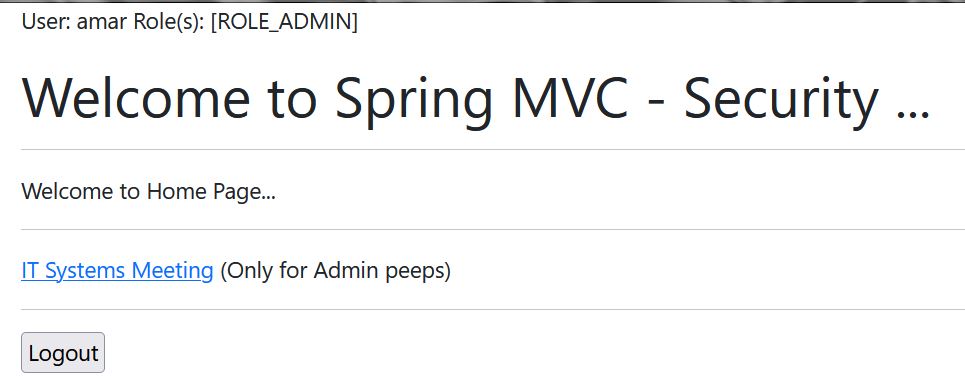 User: amar Role(s): [ROLE_ADMIN]
Welcome to Spring MVC - Security ...
Welcome to Home Page...
IT Systems Meeting (Only for Admin peeps)
Logout